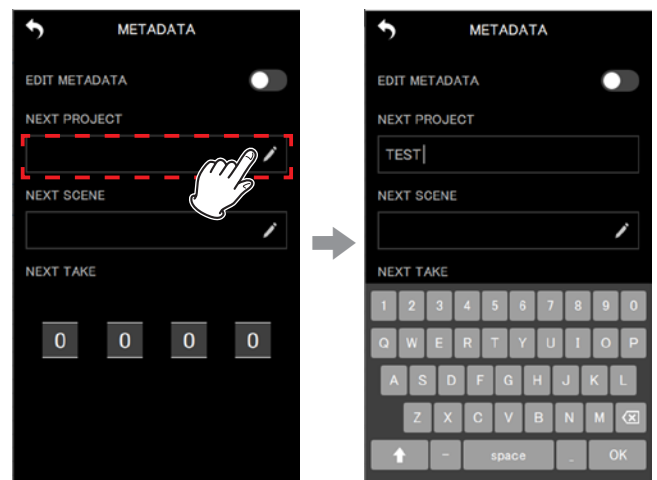 METADATA
EDIT METADATA
NEXT PROJECT
NEXT SCENE
NEXT TAKE
0 0 0 0
METADATA
EDIT METADATA
NEXT PROJECT
TEST
NEXT SCENE
NEXT TAKE
1 2 3 4 5 6 7 8 9 0
Q W E R T Y U I O P
A S D F G H J K L
Z X C V B N M
- space _ OK